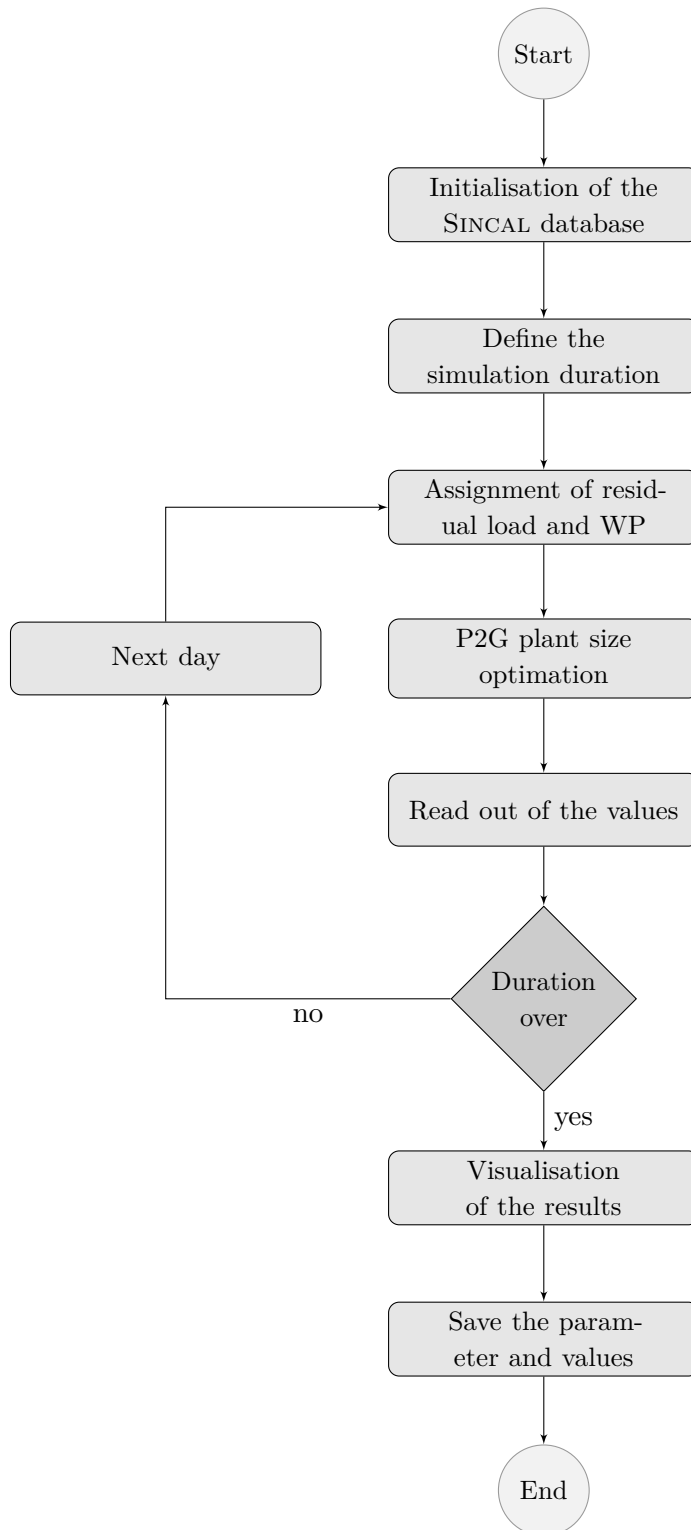 Start
Initialisation of the
SINCAL database
Define the
simulation duration
Assignment of resid-
ual load and WP
Next day
P2G plant size
optimation
Read out of the values
Duration
over
no
yes
Visualisation
of the results
Save the param-
eter and values
End